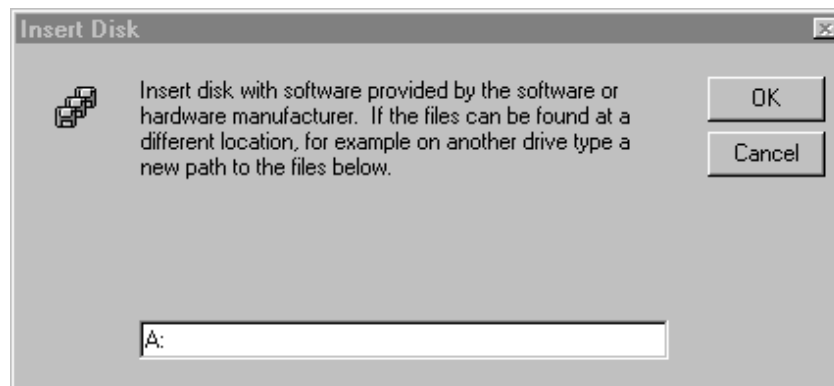 Insert Disk
Insert disk with software provided by the software or
hardware manufacturer. If the files can be found at a
different location, for example on another drive type a
new path to the files below.
OK
Cancel
A: